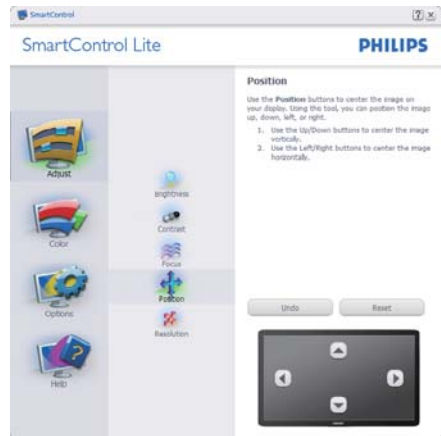 SmartControl
SmartControl Lite
PHILIPS
Adjust
Color
Options
Help
Brightness
Contrast
Focus
Position
Resolution
Position
Use the Position buttons to center the image on
your display. Using the tool, you can position the image
up, down, left, or right.
1. Use the Up/Down buttons to center the image
vertically.
2. Use the Left/Right buttons to center the image
horizontally.
Undo
Reset